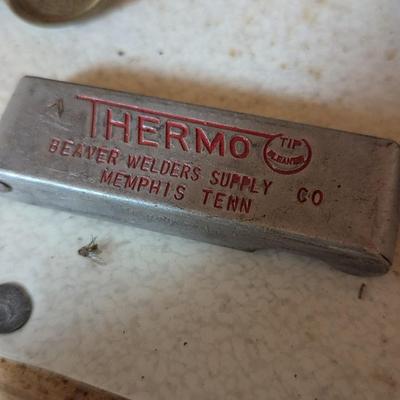 THERMO
TIP
CLEANER
BEAVER WELDERS SUPPLY CO
MEMPHIS TENN